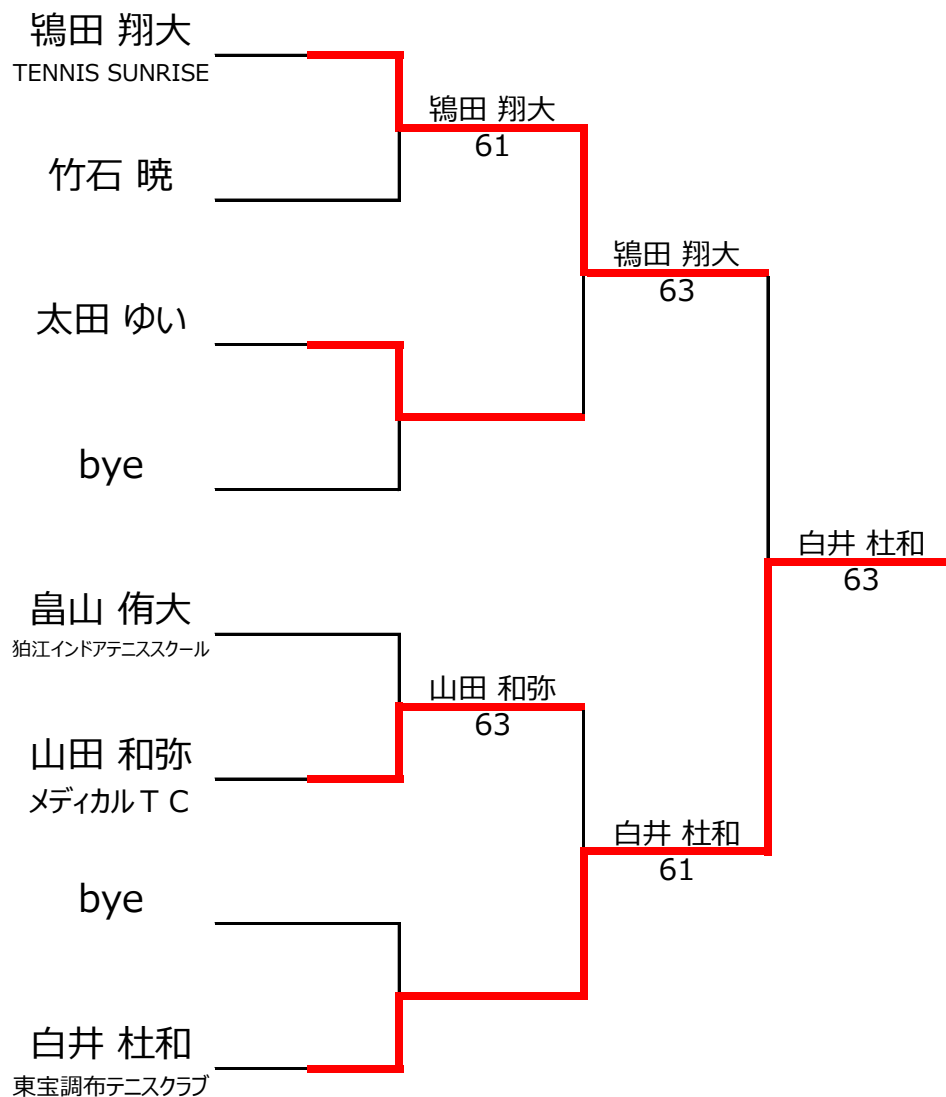 鴇田 翔大
TENNIS SUNRISE
竹石 暁
太田 ゆい
bye
畠山 侑大
狛江インドアテニススクール
山田 和弥
メディカルＴＣ
bye
白井 杜和
東宝調布テニスクラブ
鴇田 翔大
61
山田 和弥
63
鴇田 翔大
63
白井 杜和
61
白井 杜和
63